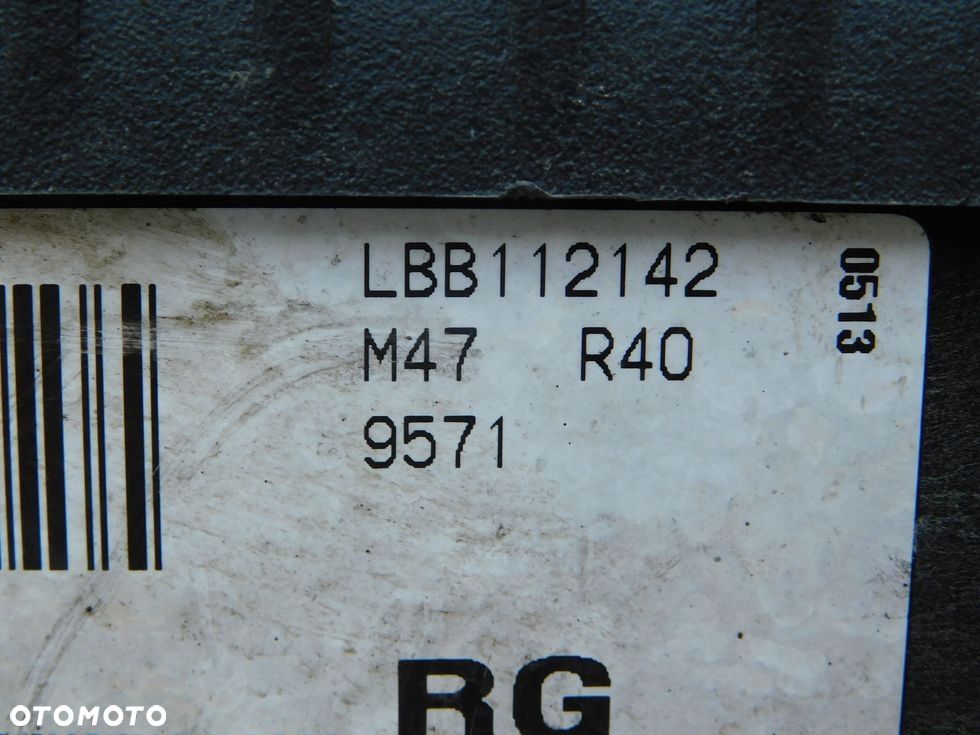 LBB112142
M47 R40
9571
0513
RG
OTOMOTO